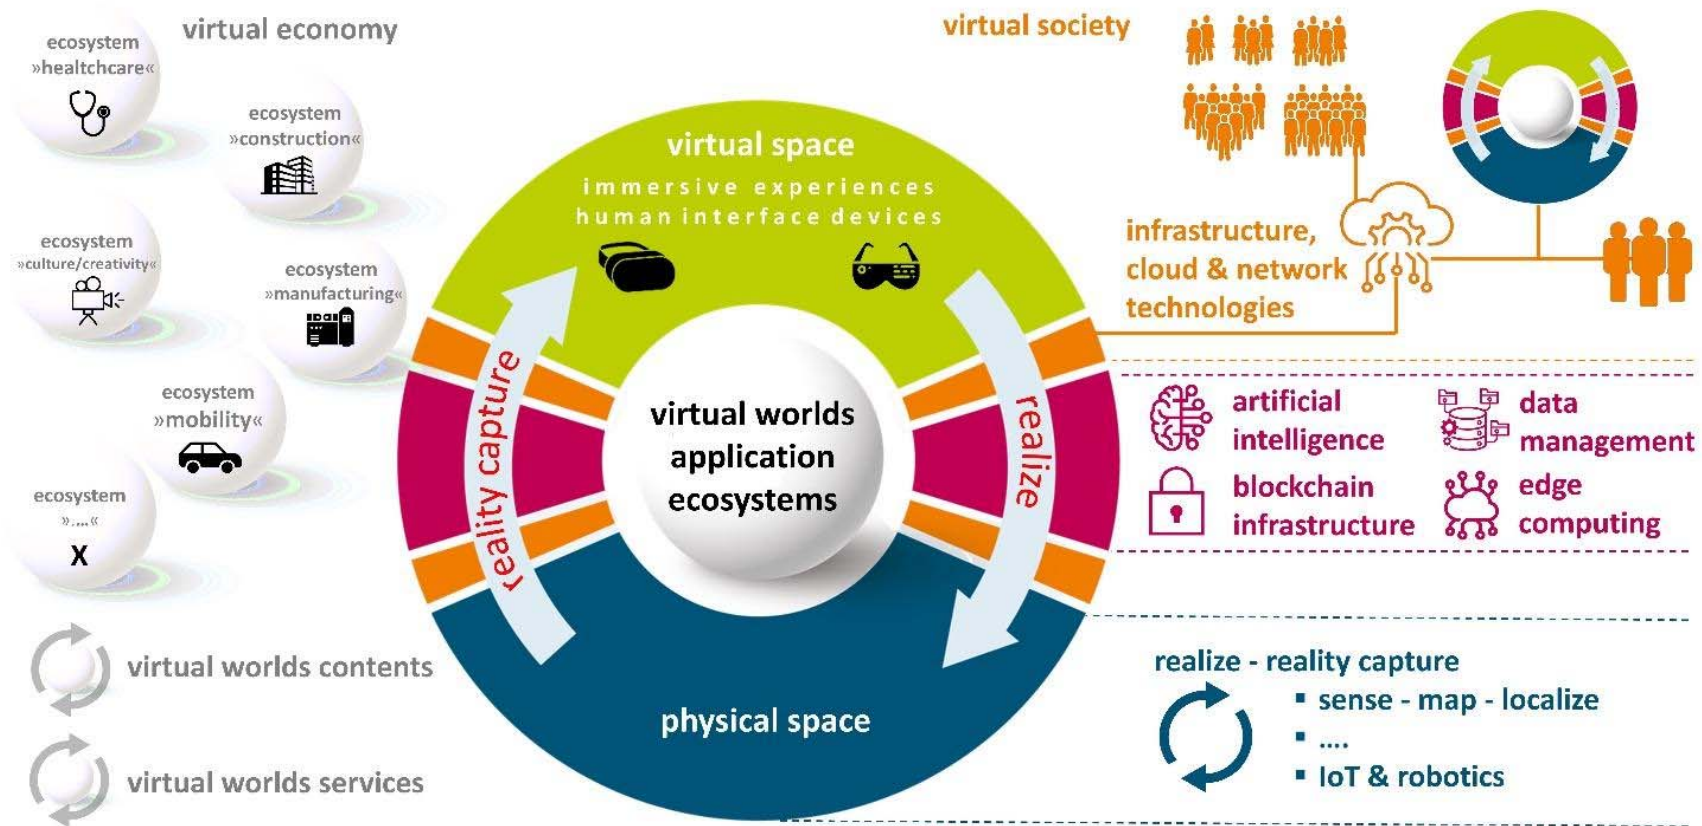 virtual economy
ecosystem
»healthcare«
ecosystem
»construction«
ecosystem
»culture/creativity«
ecosystem
»manufacturing«
ecosystem
»mobility«
ecosystem
»....«
X
virtual worlds contents
virtual worlds services
virtual space
immersive experiences
human interface devices
reality capture
realize
virtual worlds
application
ecosystems
physical space
virtual society
infrastructure,
cloud & network
technologies
artificial
intelligence
data
management
blockchain
infrastructure
edge
computing
realize - reality capture
▪ sense - map - localize
▪ ....
▪ IoT & robotics